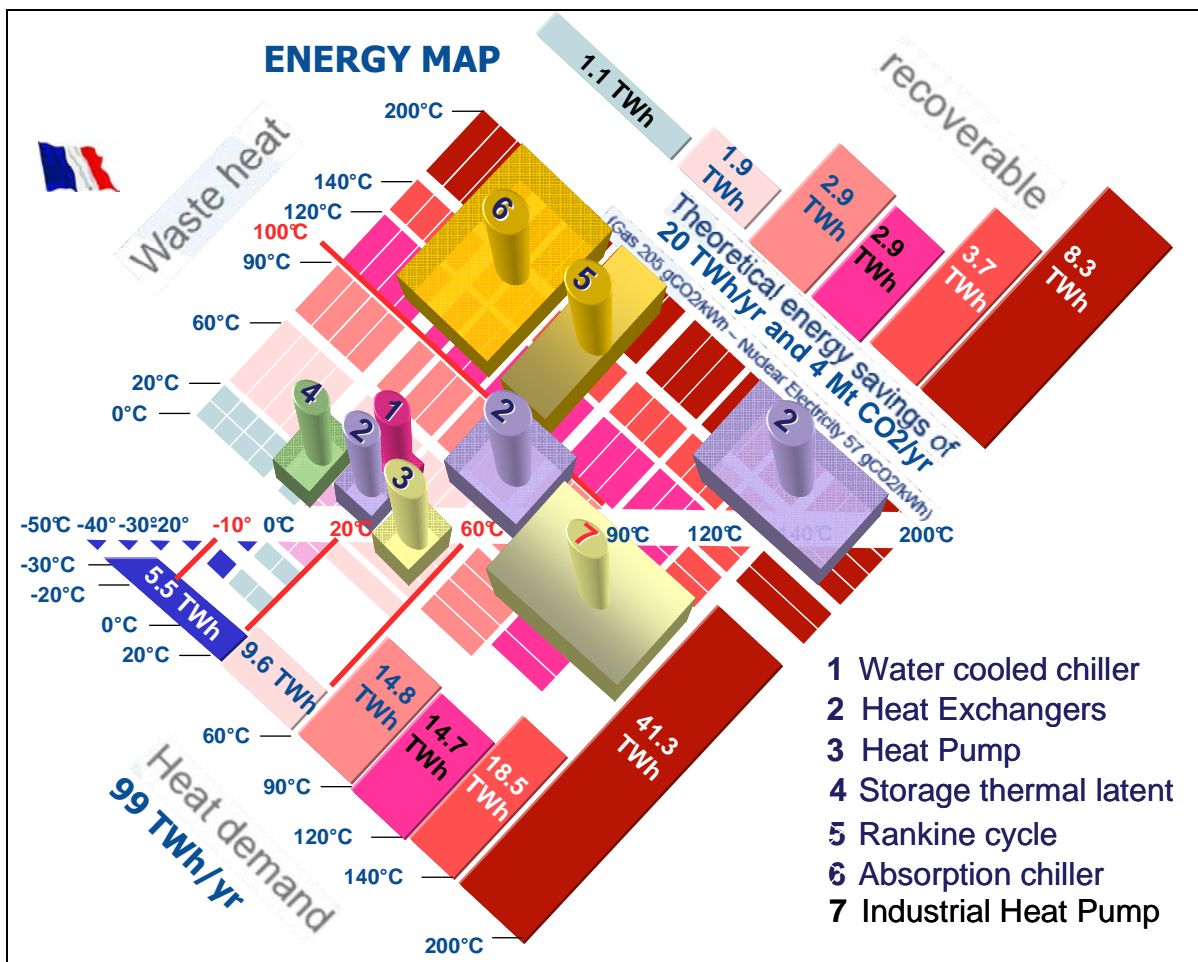 ENERGY MAP
Waste heat
recoverable
200°C
140°C
120°C
100°C
90°C
60°C
20°C
0°C
1.1 TWh
1.9
TWh
2.9
TWh
2.9
TWh
3.7
TWh
8.3
TWh
Theoretical energy savings of
20 TWh/yr and 4 Mt CO2/yr
(Gas 205 gCO2/kWh – Nuclear Electricity 57 gCO2/kWh)
6
5
4
1
2
2
2
3
7
-50°C -40° -30° -20° -10° 0°C 20°C 60°C 90°C 120°C 140°C 200°C
-30°C
-20°C
0°C
20°C
60°C
90°C
120°C
140°C
200°C
5.5 TWh
9.6 TWh
14.8
TWh
14.7
TWh
18.5
TWh
41.3
TWh
Heat demand
99 TWh/yr
1 Water cooled chiller
2 Heat Exchangers
3 Heat Pump
4 Storage thermal latent
5 Rankine cycle
6 Absorption chiller
7 Industrial Heat Pump